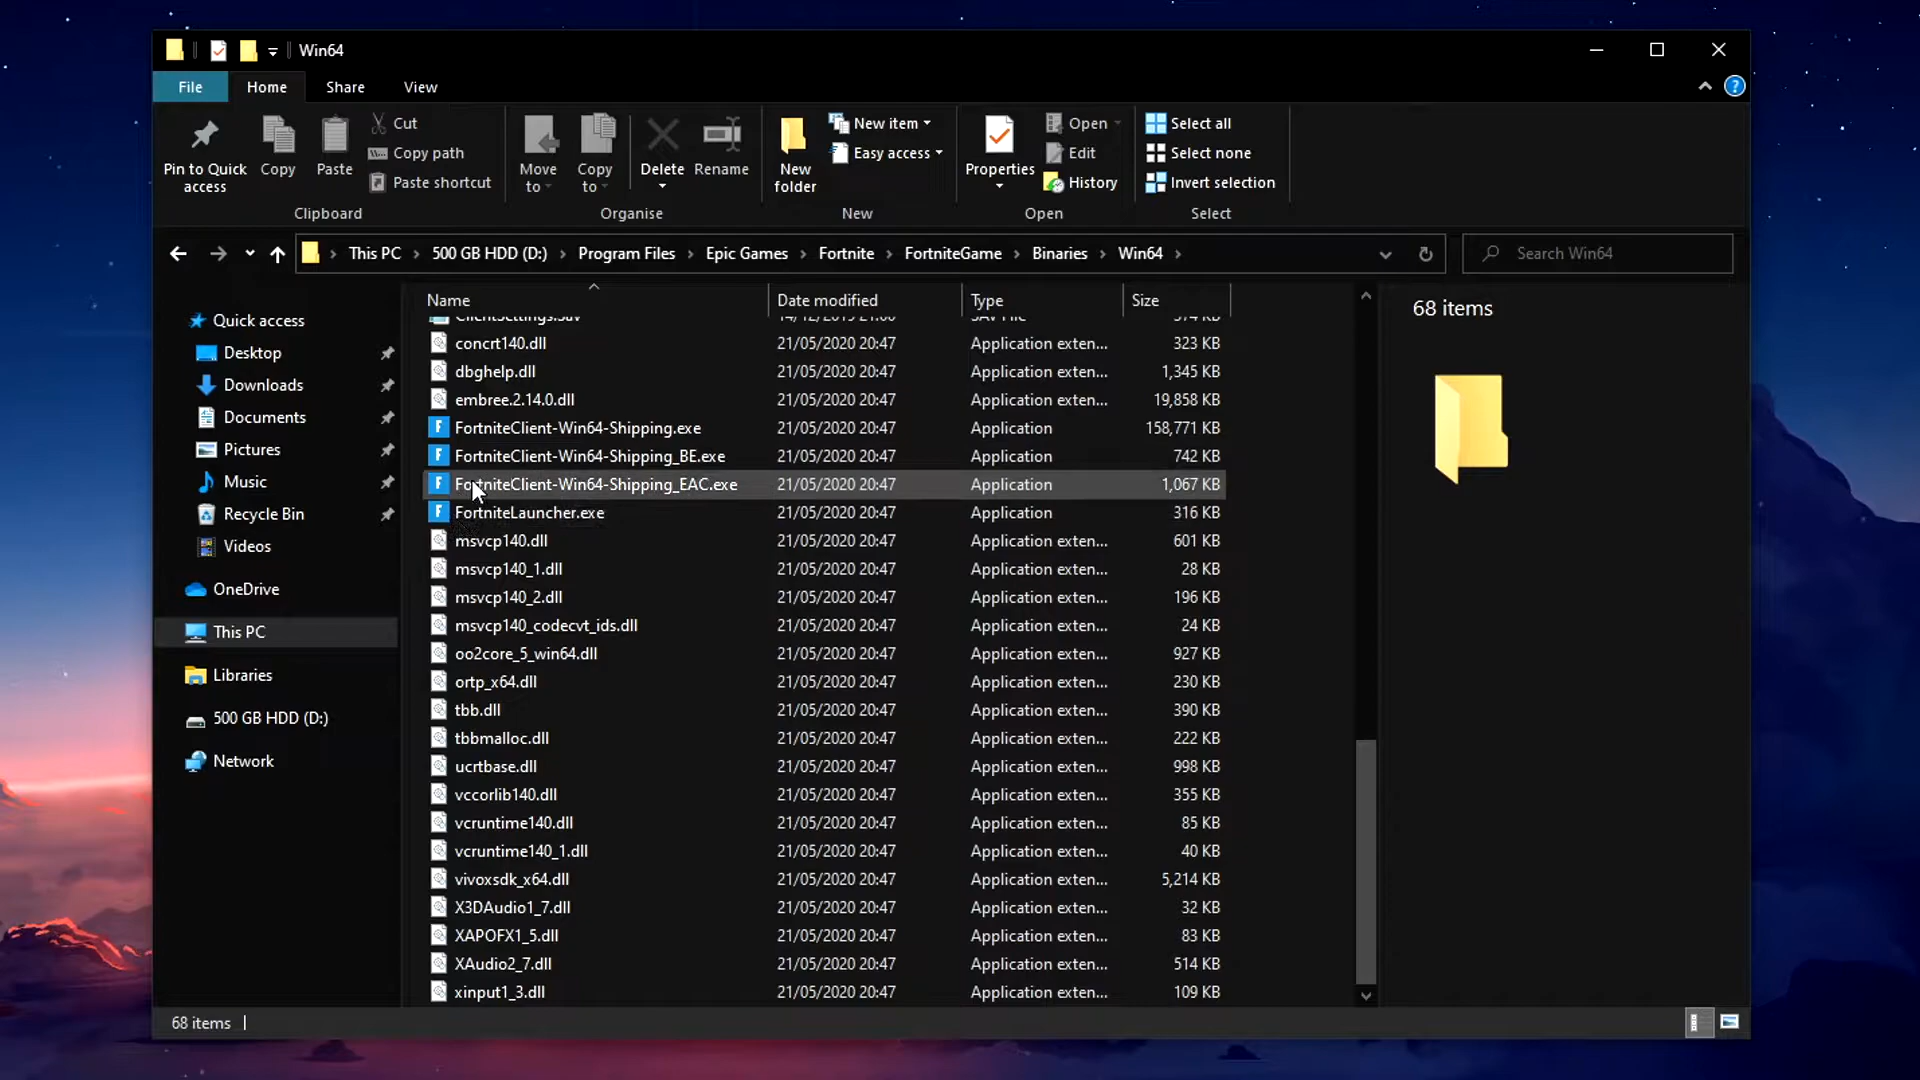 Win64
File Home Share View
Pin to Quick access
Copy
Paste
Cut
Copy path
Paste shortcut
Clipboard
Move to
Copy to
Delete
Rename
Organise
New folder
New item
Easy access
New
Properties
Open
Edit
History
Open
Select all
Select none
Invert selection
Select
This PC > 500 GB HDD (D:) > Program Files > Epic Games > Fortnite > FortniteGame > Binaries > Win64 >
Search Win64
Quick access
Desktop
Downloads
Documents
Pictures
Music
Recycle Bin
Videos
OneDrive
This PC
Libraries
500 GB HDD (D:)
Network
Name Date modified Type Size
concrt140.dll 21/05/2020 20:47 Application exten... 323 KB
dbghelp.dll 21/05/2020 20:47 Application exten... 1,345 KB
embree.2.14.0.dll 21/05/2020 20:47 Application exten... 19,858 KB
FortniteClient-Win64-Shipping.exe 21/05/2020 20:47 Application 158,771 KB
FortniteClient-Win64-Shipping_BE.exe 21/05/2020 20:47 Application 742 KB
FortniteClient-Win64-Shipping_EAC.exe 21/05/2020 20:47 Application 1,067 KB
FortniteLauncher.exe 21/05/2020 20:47 Application 316 KB
msvcp140.dll 21/05/2020 20:47 Application exten... 601 KB
msvcp140_1.dll 21/05/2020 20:47 Application exten... 28 KB
msvcp140_2.dll 21/05/2020 20:47 Application exten... 196 KB
msvcp140_codecvt_ids.dll 21/05/2020 20:47 Application exten... 24 KB
oo2core_5_win64.dll 21/05/2020 20:47 Application exten... 927 KB
ortp_x64.dll 21/05/2020 20:47 Application exten... 230 KB
tbb.dll 21/05/2020 20:47 Application exten... 390 KB
tbbmalloc.dll 21/05/2020 20:47 Application exten... 222 KB
ucrtbase.dll 21/05/2020 20:47 Application exten... 998 KB
vccorlib140.dll 21/05/2020 20:47 Application exten... 355 KB
vcruntime140.dll 21/05/2020 20:47 Application exten... 85 KB
vcruntime140_1.dll 21/05/2020 20:47 Application exten... 40 KB
vivoxsdk_x64.dll 21/05/2020 20:47 Application exten... 5,214 KB
X3DAudio1_7.dll 21/05/2020 20:47 Application exten... 32 KB
XAPOFX1_5.dll 21/05/2020 20:47 Application exten... 83 KB
XAudio2_7.dll 21/05/2020 20:47 Application exten... 514 KB
xinput1_3.dll 21/05/2020 20:47 Application exten... 109 KB
68 items
68 items